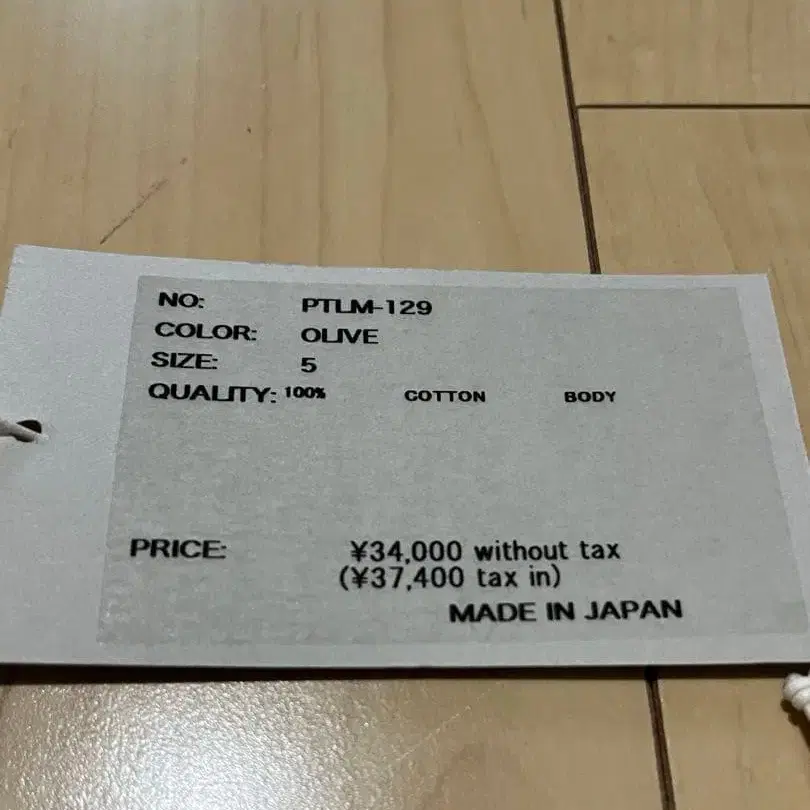 NO: PTLM-129
COLOR: OLIVE
SIZE: 5
QUALITY: 100% COTTON BODY
PRICE: ¥34,000 without tax
(¥37,400 tax in)
MADE IN JAPAN